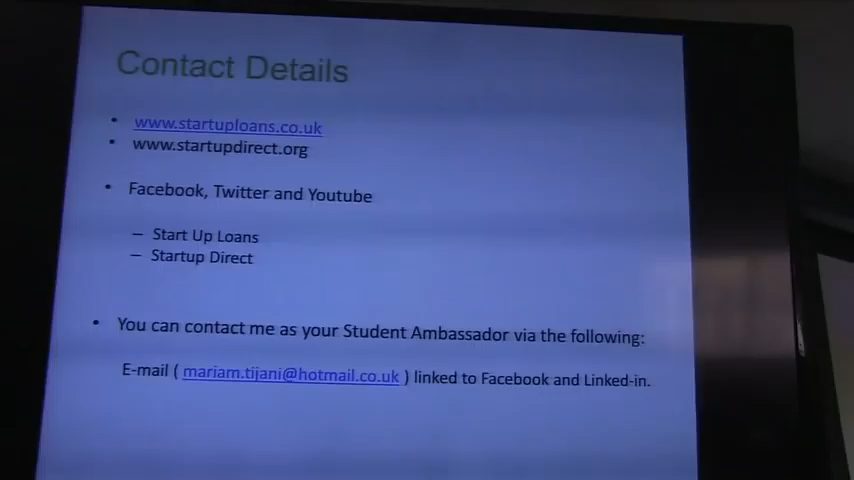 Contact Details
• www.startuploans.co.uk
• www.startupdirect.org
• Facebook, Twitter and Youtube
– Start Up Loans
– Startup Direct
• You can contact me as your Student Ambassador via the following:
E-mail ( mariam.tijani@hotmail.co.uk ) linked to Facebook and Linked-in.